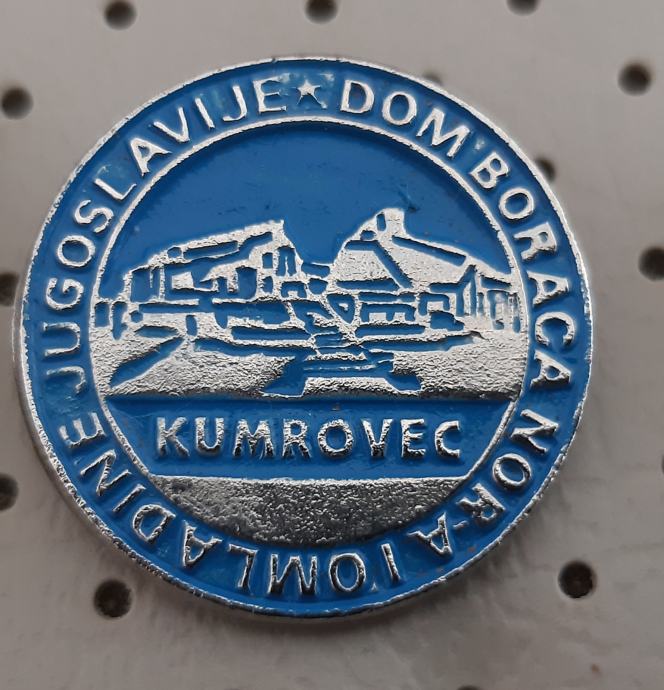 DOM BORACA NOR-A I OMLADINE JUGOSLAVIJE
KUMROVEC